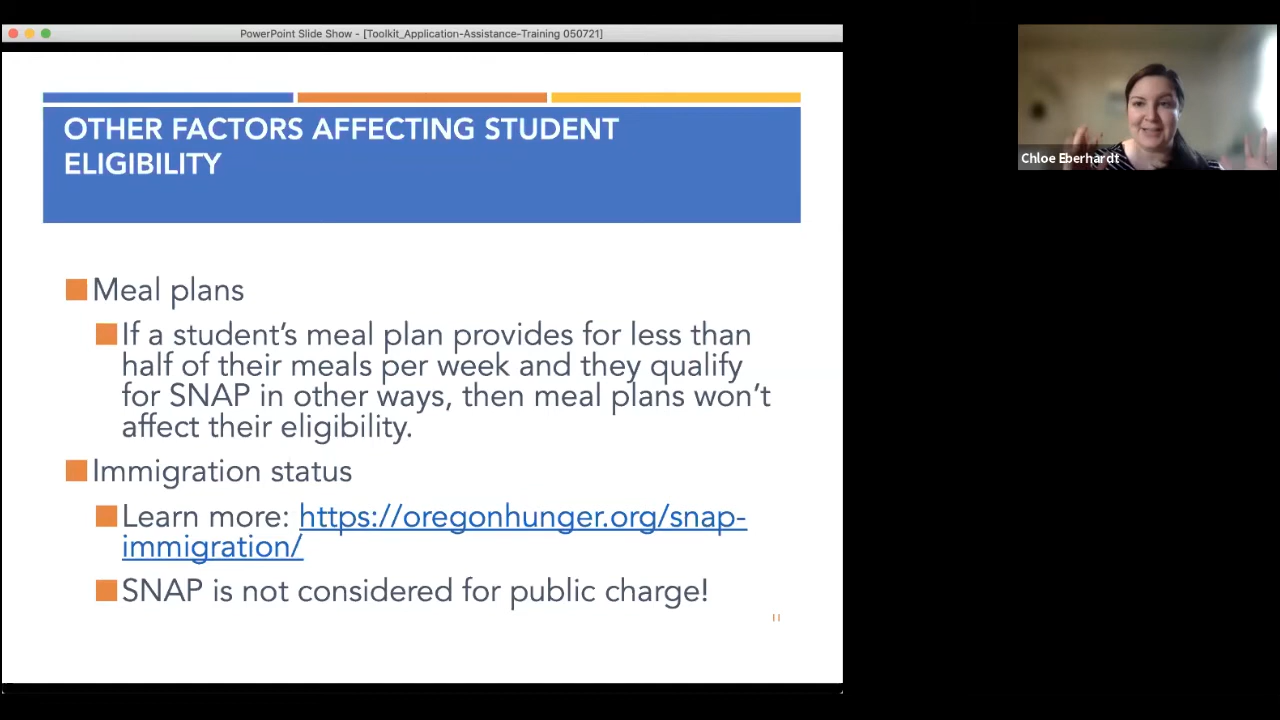 PowerPoint Slide Show - [Toolkit_Application-Assistance-Training 050721]
OTHER FACTORS AFFECTING STUDENT
ELIGIBILITY
Meal plans
If a student's meal plan provides for less than
half of their meals per week and they qualify
for SNAP in other ways, then meal plans won't
affect their eligibility.
Immigration status
Learn more: https://oregonhunger.org/snap-
immigration/
SNAP is not considered for public charge!
11
Chloe Eberhardt